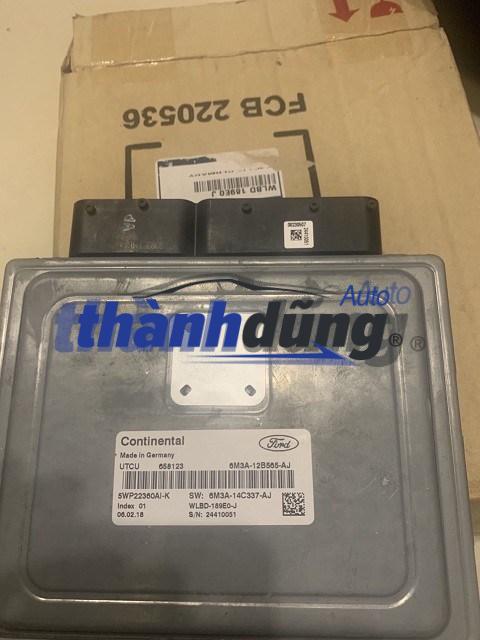 FCB 220536
WLBD 189E0 J
24410051
Auto
thànhdũng®
Continental
Ford
Made in Germany
UTCU 658123 6M3A-12B565-AJ
5WP22360AI-K SW: 6M3A-14C337-AJ
Index 01 WLBD-189E0-J
06.02.18 S/N: 24410051